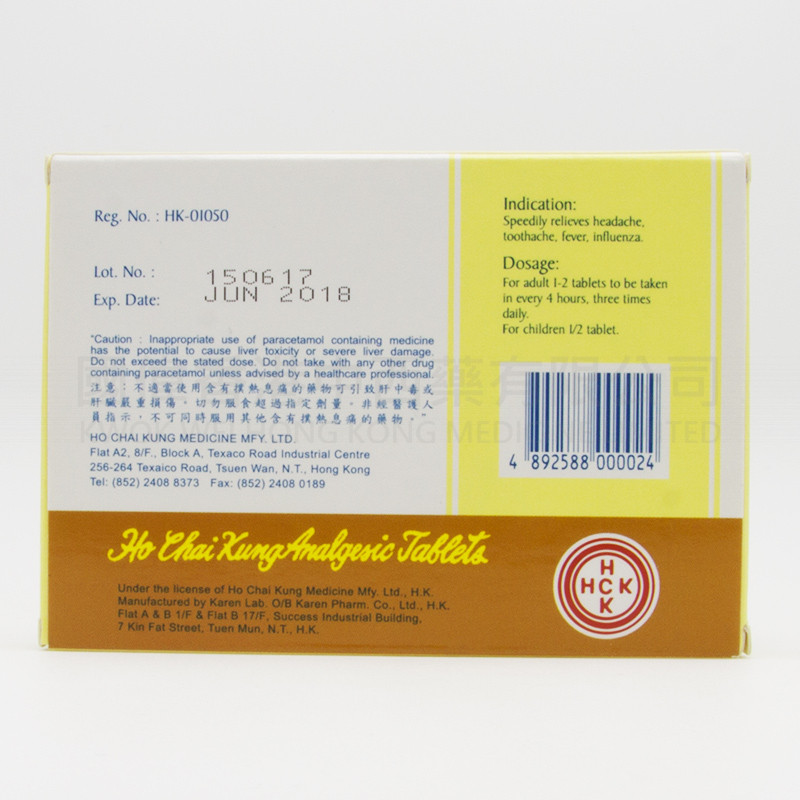 Reg. No. : HK-01050
Lot. No. : 150617
Exp. Date: JUN 2018
"Caution : Inappropriate use of paracetamol containing medicine
has the potential to cause liver toxicity or severe liver damage.
Do not exceed the stated dose. Do not take with any other drug
containing paracetamol unless advised by a healthcare professional.
注意：不適當使用含有撲熱息痛的藥物可引致肝中毒或
肝臟嚴重損傷。切勿服食超過指定劑量。非經醫護人
員指示，不可同時服用其他含有撲熱息痛的藥物。"
HO CHAI KUNG MEDICINE MFY. LTD.
Flat A2, 8/F., Block A, Texaco Road Industrial Centre
256-264 Texaico Road, Tsuen Wan, N.T., Hong Kong
Tel: (852) 2408 8373 Fax: (852) 2408 0189
Indication:
Speedily relieves headache,
toothache, fever, influenza.
Dosage:
For adult 1-2 tablets to be taken
in every 4 hours, three times
daily.
For children 1/2 tablet.
4 892588 000024
Ho Chai Kung Analgesic Tablets
Under the license of Ho Chai Kung Medicine Mfy. Ltd., H.K.
Manufactured by Karen Lab. O/B Karen Pharm. Co., Ltd., H.K.
Flat A & B 1/F & Flat B 17/F, Success Industrial Building,
7 Kin Fat Street, Tuen Mun, N.T., H.K.
H
HCK
K